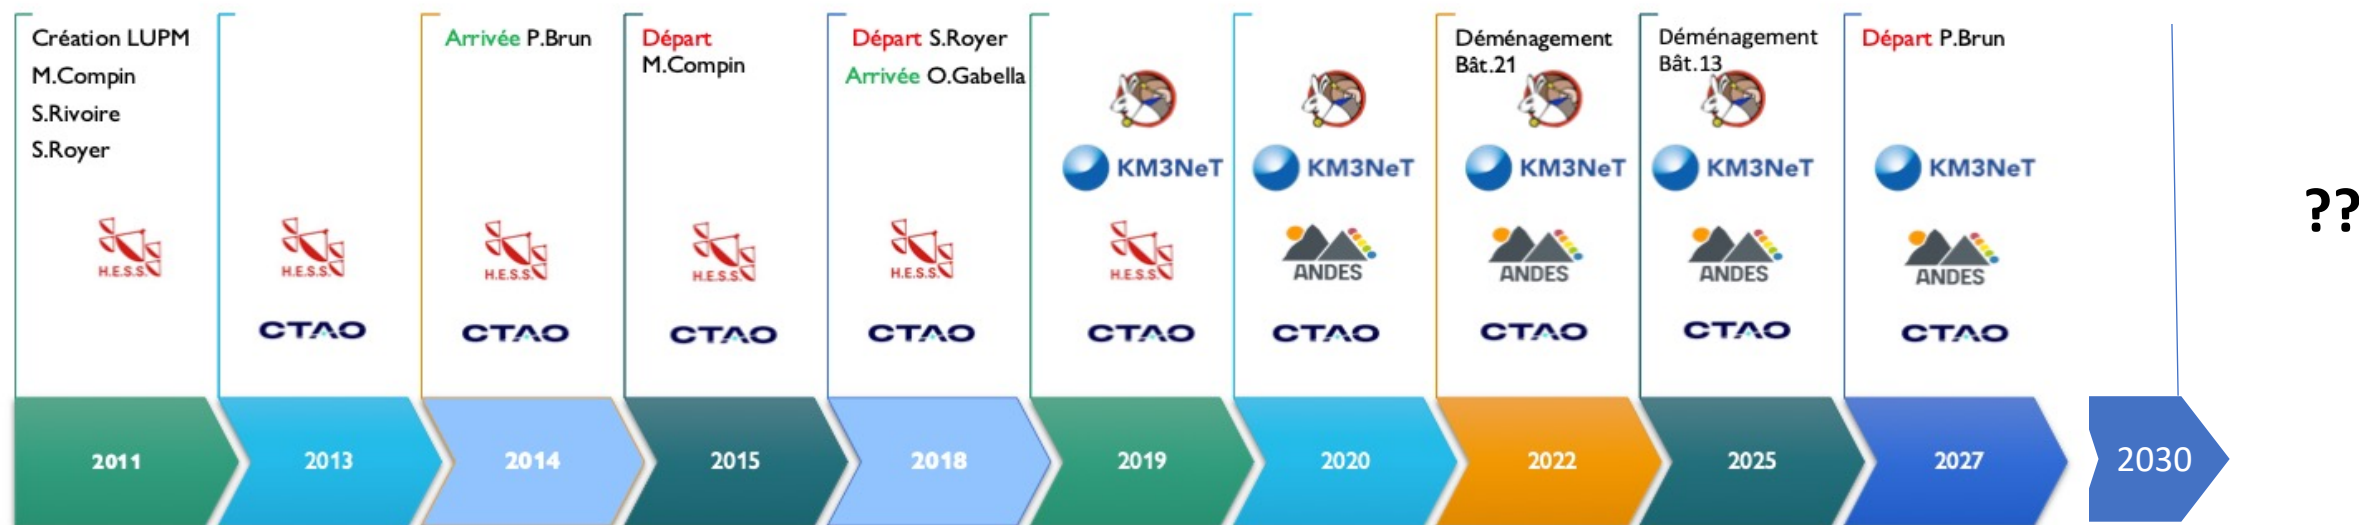 Création LUPM
M.Compin
S.Rivoire
S.Royer
H.E.S.S.
2011
H.E.S.S.
CTAO
2013
Arrivée P.Brun
H.E.S.S.
CTAO
2014
Départ
M.Compin
H.E.S.S.
CTAO
2015
Départ S.Royer
Arrivée O.Gabella
H.E.S.S.
CTAO
2018
KM3NeT
H.E.S.S.
CTAO
2019
KM3NeT
ANDES
CTAO
2020
Déménagement
Bât.21
KM3NeT
ANDES
CTAO
2022
Déménagement
Bât.13
KM3NeT
ANDES
CTAO
2025
Départ P.Brun
KM3NeT
ANDES
CTAO
2027
2030
??